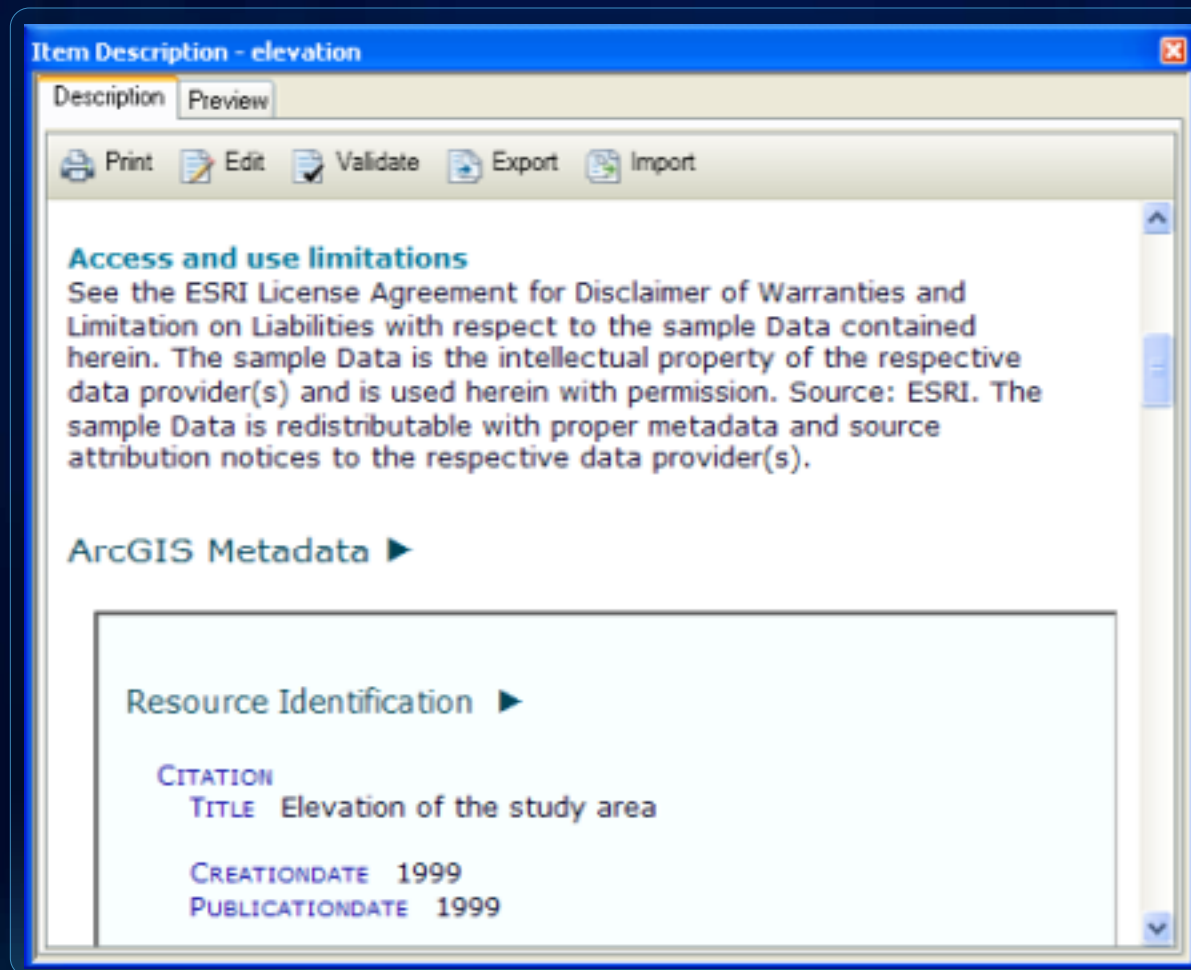 Item Description - elevation
Description Preview
Print Edit Validate Export Import
Access and use limitations
See the ESRI License Agreement for Disclaimer of Warranties and
Limitation on Liabilities with respect to the sample Data contained
herein. The sample Data is the intellectual property of the respective
data provider(s) and is used herein with permission. Source: ESRI. The
sample Data is redistributable with proper metadata and source
attribution notices to the respective data provider(s).
ArcGIS Metadata ►
Resource Identification ►
CITATION
TITLE Elevation of the study area
CREATIONDATE 1999
PUBLICATIONDATE 1999